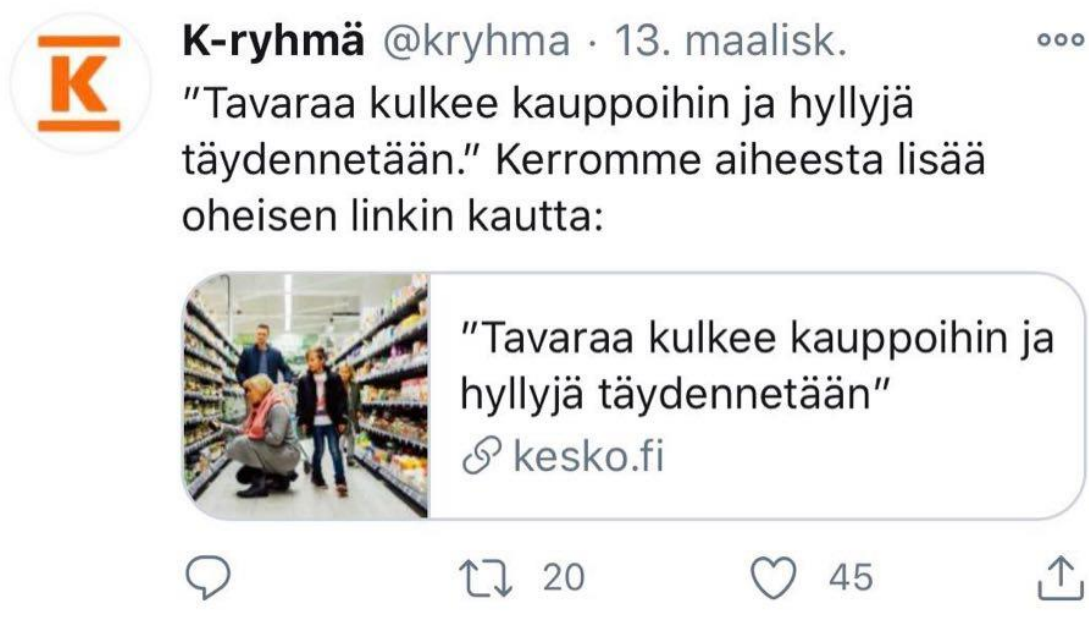 K
K-ryhmä @kryhma · 13. maalisk.
"Tavaraa kulkee kauppoihin ja hyllyjä
täydennetään." Kerromme aiheesta lisää
oheisen linkin kautta:
"Tavaraa kulkee kauppoihin ja
hyllyjä täydennetään"
kesko.fi
20 45